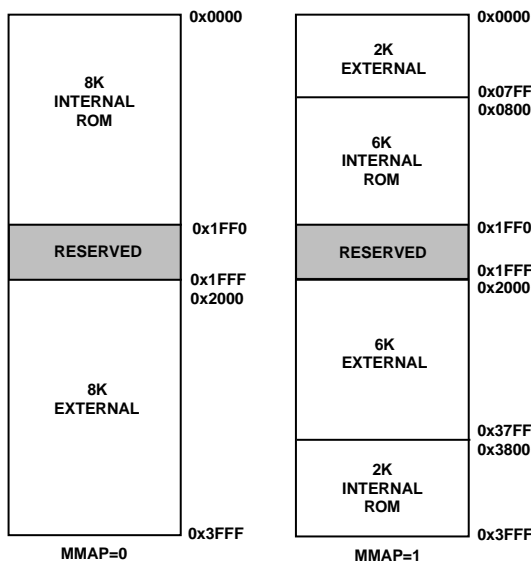 0x0000
8K
INTERNAL
ROM
0x1FF0
RESERVED
0x1FFF
0x2000
8K
EXTERNAL
0x3FFF
MMAP=0
0x0000
2K
EXTERNAL
0x07FF
0x0800
6K
INTERNAL
ROM
0x1FF0
RESERVED
0x1FFF
0x2000
6K
EXTERNAL
0x37FF
0x3800
2K
INTERNAL
ROM
0x3FFF
MMAP=1